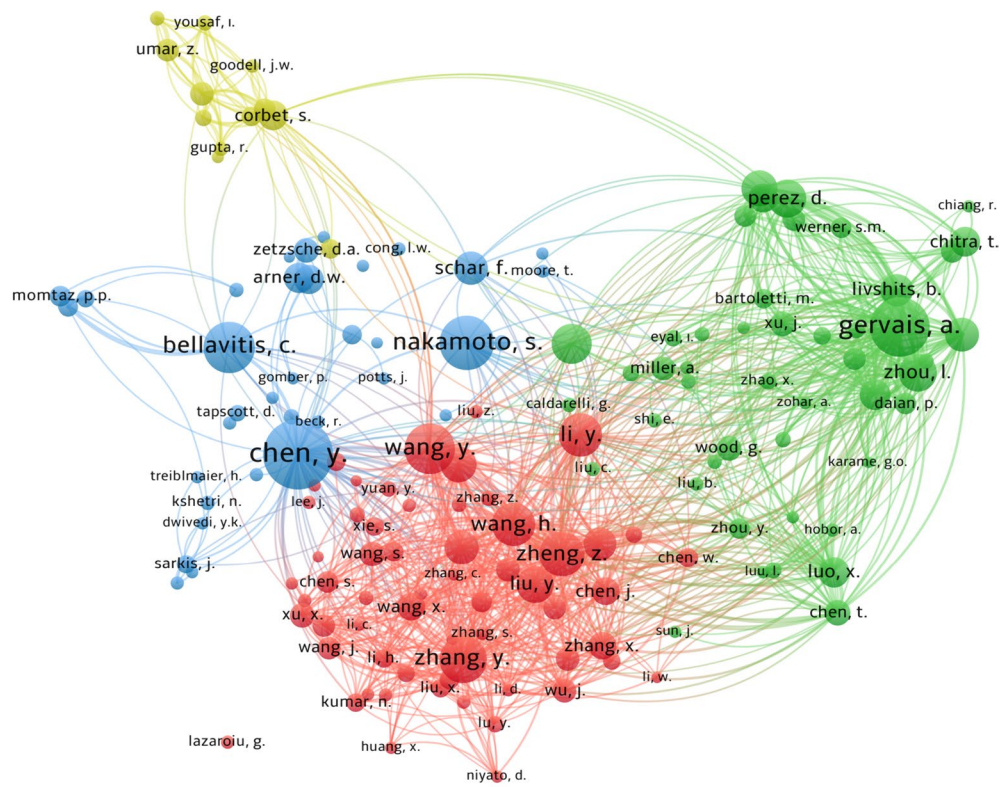 yousaf, ı.
umar, z.
goodell, j.w.
corbet, s.
gupta, r.
perez, d.
chiang, r.
werner, s.m.
chitra, t.
zetzsche, d.a.
cong, l.w.
schar, f.
moore, t.
arner, d.w.
momtaz, p.p.
livshits, b.
bartoletti, m.
xu, j.
gervais, a.
bellavitis, c.
nakamoto, s.
eyal, ı.
miller, a.
zhou, l.
gomber, p.
potts, j.
zhao, x.
caldarelli, g.
zohar, a.
daian, p.
tapscott, d.
beck, r.
liu, z.
shi, e.
li, y.
chen, y.
wang, y.
wood, g.
karame, g.o.
liu, c.
treiblmaier, h.
liu, b.
yuan, y.
kshetri, n.
lee, j.
zhang, z.
dwivedi, y.k.
xie, s.
wang, h.
zhou, y.
hobor, a.
wang, s.
zheng, z.
chen, w.
sarkis, j.
zhang, c.
luu, l.
luo, x.
chen, s.
liu, y.
chen, j.
wang, x.
xu, x.
chen, t.
li, c.
zhang, s.
sun, j.
wang, j.
li, h.
zhang, y.
zhang, x.
li, w.
liu, x.
li, d.
wu, j.
kumar, n.
lu, y.
lazaroiu, g.
huang, x.
niyato, d.